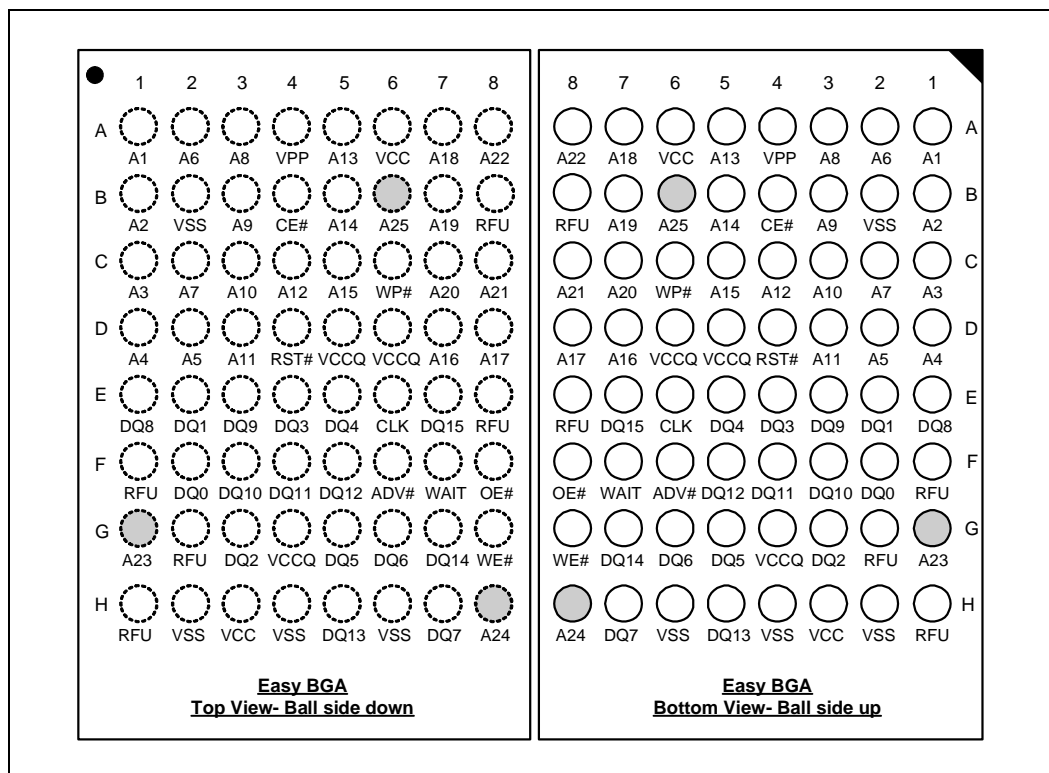 1 2 3 4 5 6 7 8
A
A1 A6 A8 VPP A13 VCC A18 A22
B
A2 VSS A9 CE# A14 A25 A19 RFU
C
A3 A7 A10 A12 A15 WP# A20 A21
D
A4 A5 A11 RST# VCCQ VCCQ A16 A17
E
DQ8 DQ1 DQ9 DQ3 DQ4 CLK DQ15 RFU
F
RFU DQ0 DQ10 DQ11 DQ12 ADV# WAIT OE#
G
A23 RFU DQ2 VCCQ DQ5 DQ6 DQ14 WE#
H
RFU VSS VCC VSS DQ13 VSS DQ7 A24
Easy BGA
Top View- Ball side down
8 7 6 5 4 3 2 1
A
A22 A18 VCC A13 VPP A8 A6 A1
B
RFU A19 A25 A14 CE# A9 VSS A2
C
A21 A20 WP# A15 A12 A10 A7 A3
D
A17 A16 VCCQ VCCQ RST# A11 A5 A4
E
RFU DQ15 CLK DQ4 DQ3 DQ9 DQ1 DQ8
F
OE# WAIT ADV# DQ12 DQ11 DQ10 DQ0 RFU
G
WE# DQ14 DQ6 DQ5 VCCQ DQ2 RFU A23
H
A24 DQ7 VSS DQ13 VSS VCC VSS RFU
Easy BGA
Bottom View- Ball side up